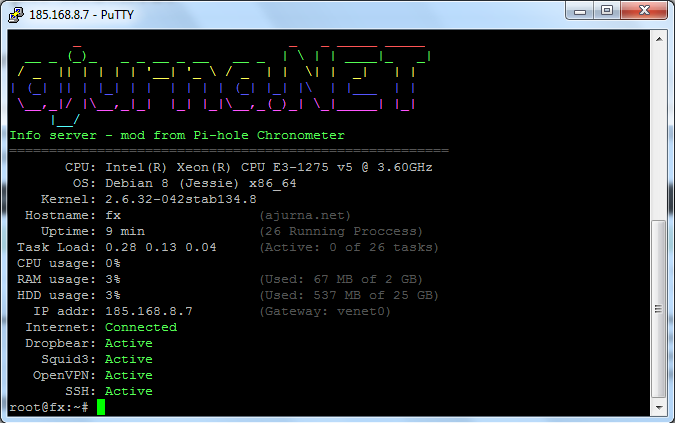 185.168.8.7 - PuTTY
ajurna.NET
Info server - mod from Pi-hole Chronometer
================================================
CPU: Intel(R) Xeon(R) CPU E3-1275 v5 @ 3.60GHz
OS: Debian 8 (Jessie) x86_64
Kernel: 2.6.32-042stab134.8
Hostname: fx (ajurna.net)
Uptime: 9 min (26 Running Proccess)
Task Load: 0.28 0.13 0.04 (Active: 0 of 26 tasks)
CPU usage: 0%
RAM usage: 3% (Used: 67 MB of 2 GB)
HDD usage: 3% (Used: 537 MB of 25 GB)
IP addr: 185.168.8.7 (Gateway: venet0)
Internet: Connected
Dropbear: Active
Squid3: Active
OpenVPN: Active
SSH: Active
root@fx:~#